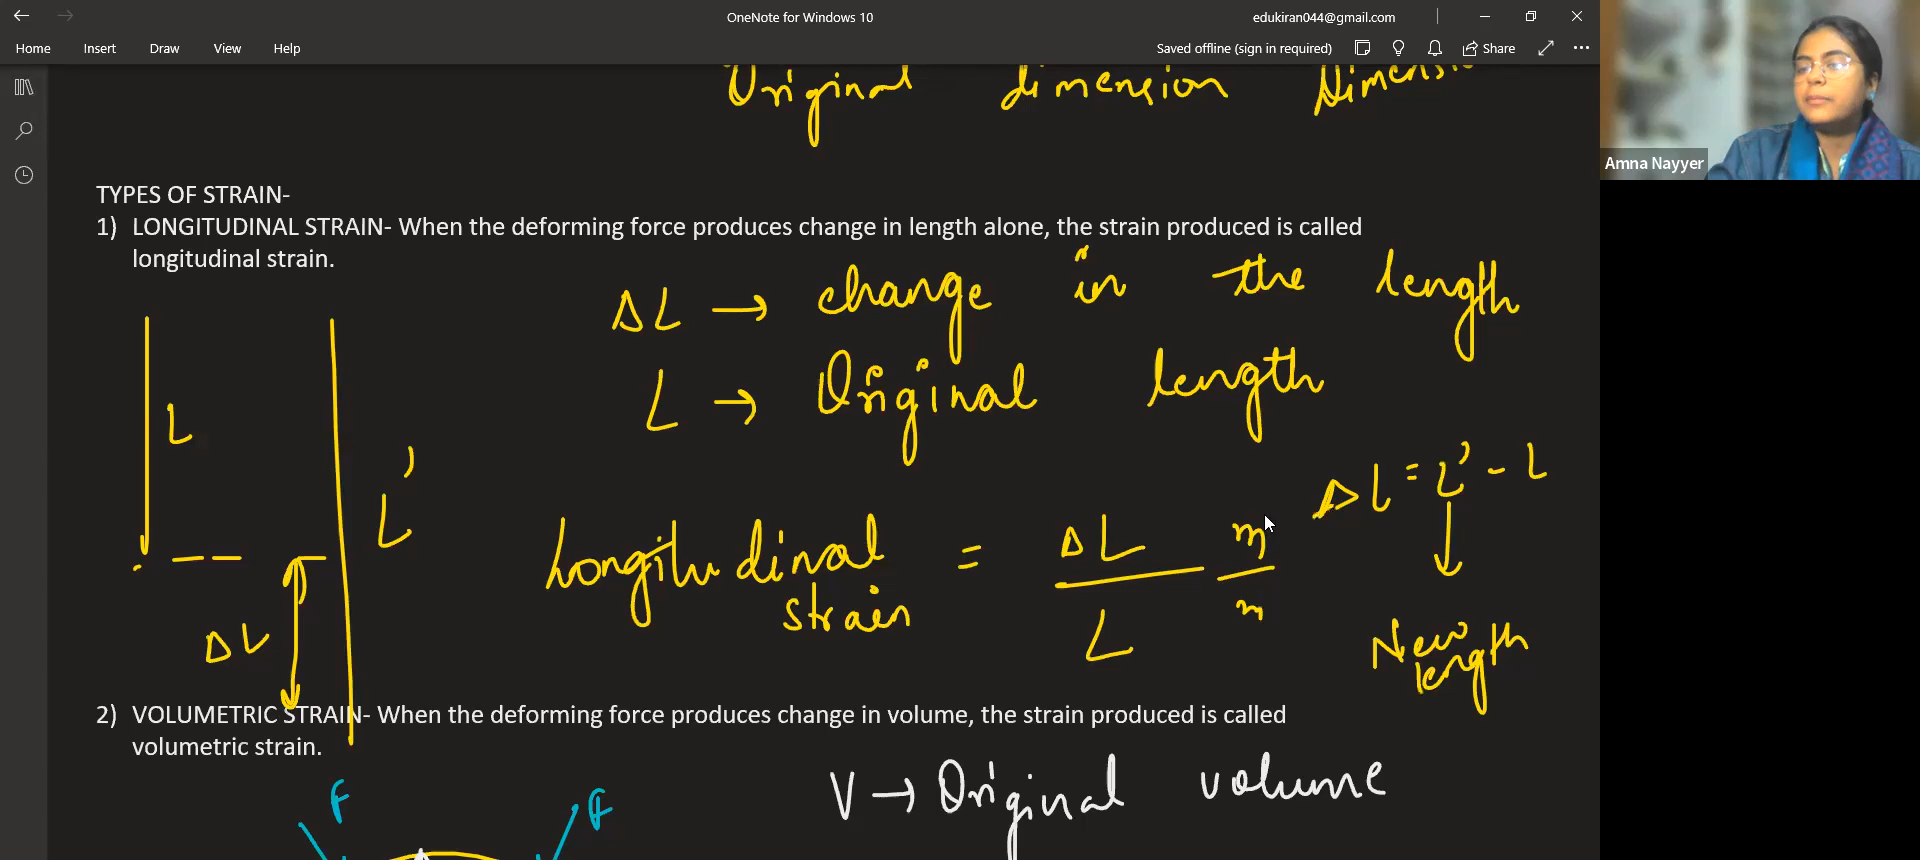 OneNote for Windows 10
edukiran044@gmail.com
Home Insert Draw View Help
Saved offline (sign in required)
Share
Original dimension Dimensi
Amna Nayyer
TYPES OF STRAIN-
1) LONGITUDINAL STRAIN- When the deforming force produces change in length alone, the strain produced is called
longitudinal strain.
ΔL → change in the length
L → Original length
L
L'
ΔL = L' - L
Longitudinal strain = ΔL / L m / m
ΔL
New length
2) VOLUMETRIC STRAIN- When the deforming force produces change in volume, the strain produced is called
volumetric strain.
V → Original volume
F F